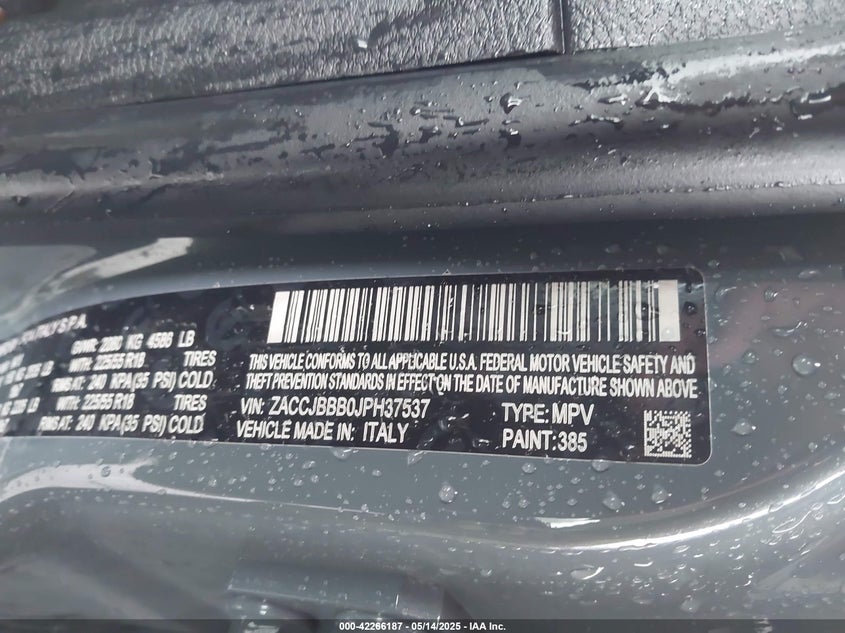 GVWR: 2080 KG 4586 LB
WITH: 225/55 R18 TIRES
RIMS AT: 240 KPA(35 PSI) COLD
WITH: 225/55 R18 TIRES
RIMS AT: 240 KPA(35 PSI) COLD
THIS VEHICLE CONFORMS TO ALL APPLICABLE U.S.A. FEDERAL MOTOR VEHICLE SAFETY AND
THEFT PREVENTION STANDARDS IN EFFECT ON THE DATE OF MANUFACTURE SHOWN ABOVE
VIN: ZACCJBBB0JPH37537 TYPE: MPV
VEHICLE MADE IN: ITALY PAINT: 385
000-42266187 - 05/14/2025 - IAA Inc.